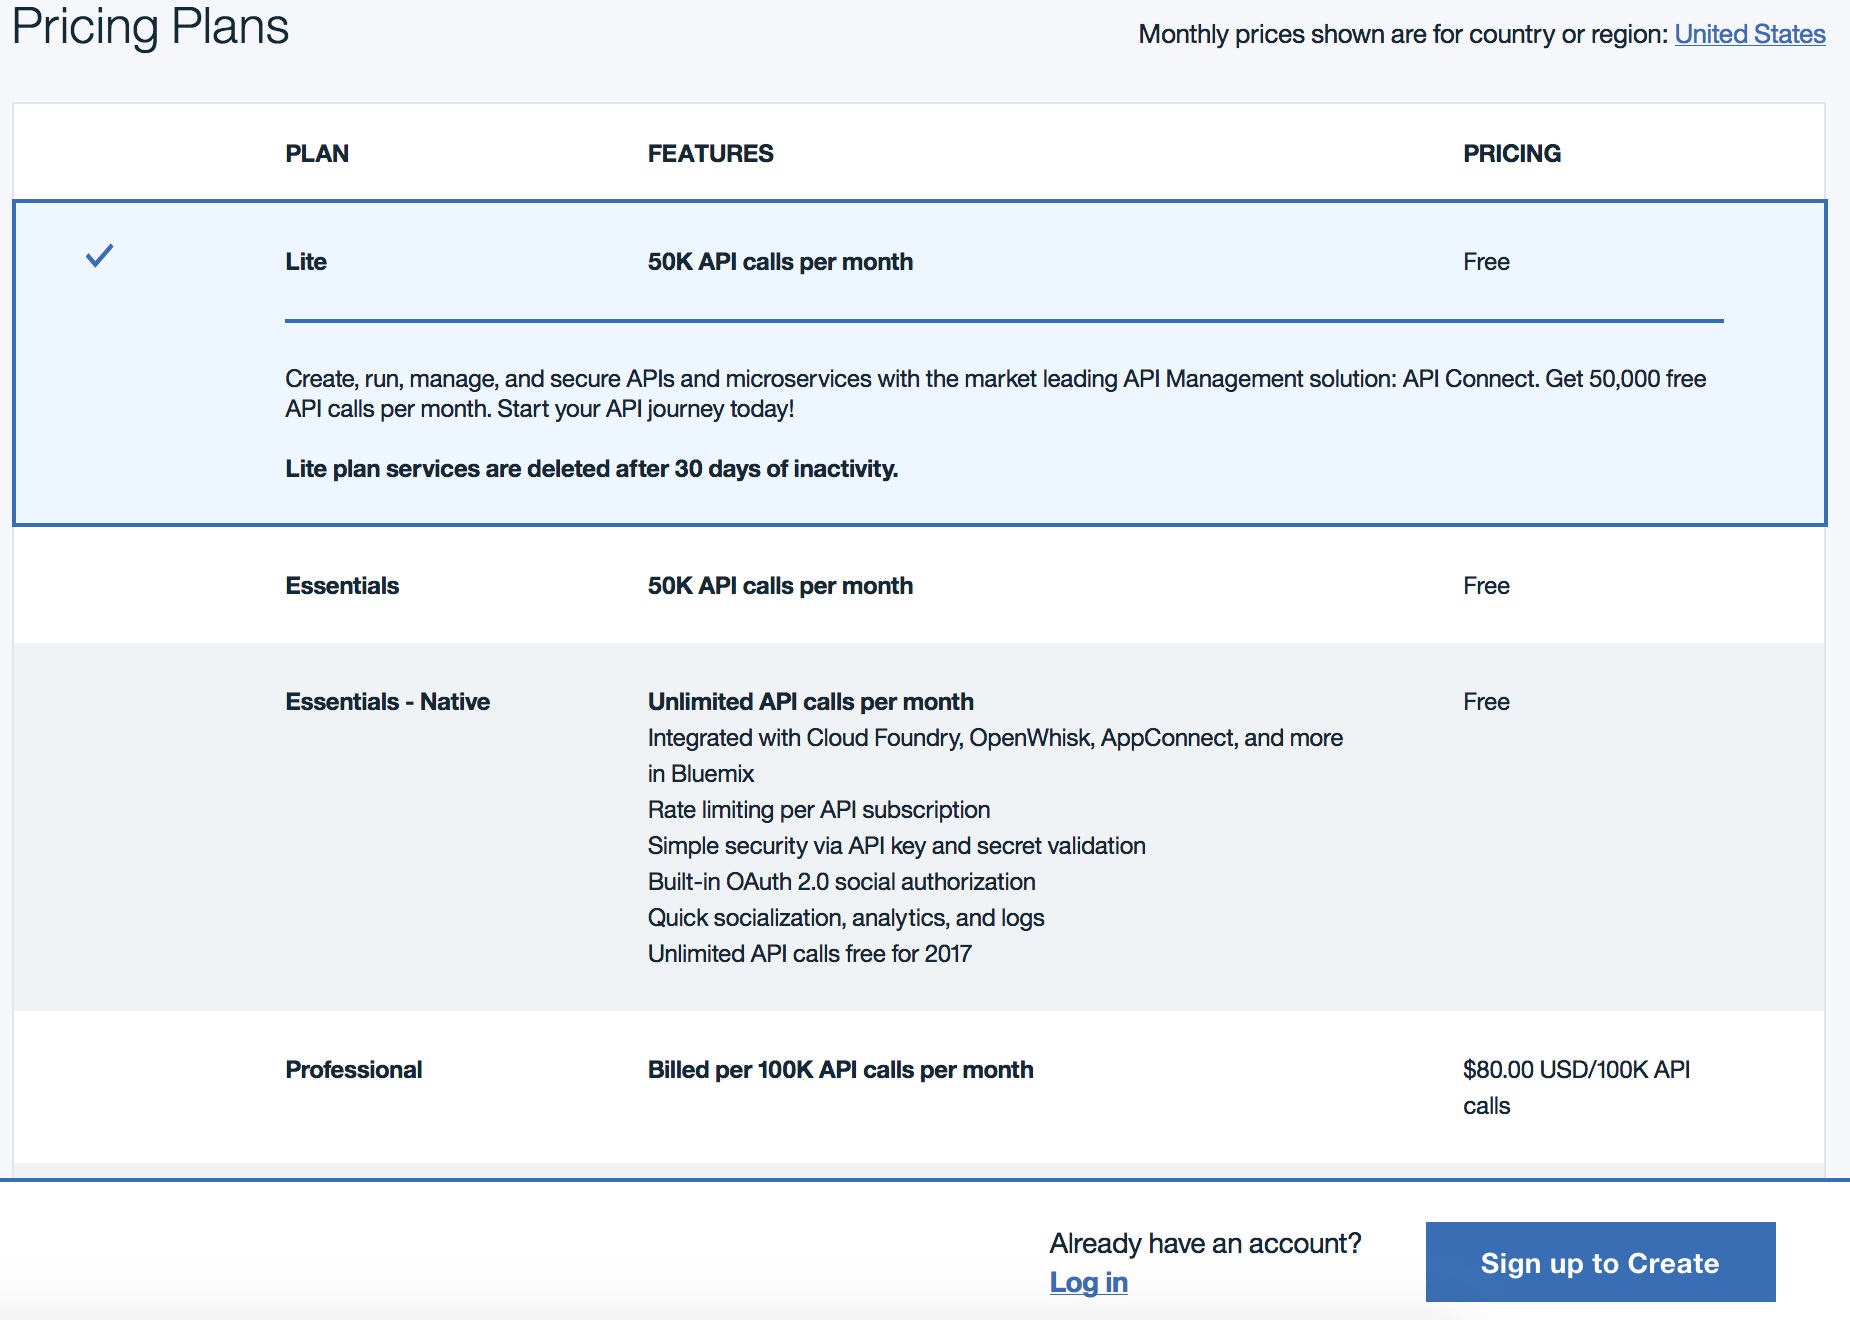 Pricing Plans
Monthly prices shown are for country or region: United States
PLAN FEATURES PRICING
Lite 50K API calls per month Free
Create, run, manage, and secure APIs and microservices with the market leading API Management solution: API Connect. Get 50,000 free
API calls per month. Start your API journey today!
Lite plan services are deleted after 30 days of inactivity.
Essentials 50K API calls per month Free
Essentials - Native Unlimited API calls per month Free
Integrated with Cloud Foundry, OpenWhisk, AppConnect, and more
in Bluemix
Rate limiting per API subscription
Simple security via API key and secret validation
Built-in OAuth 2.0 social authorization
Quick socialization, analytics, and logs
Unlimited API calls free for 2017
Professional Billed per 100K API calls per month $80.00 USD/100K API
calls
Already have an account?
Log in
Sign up to Create